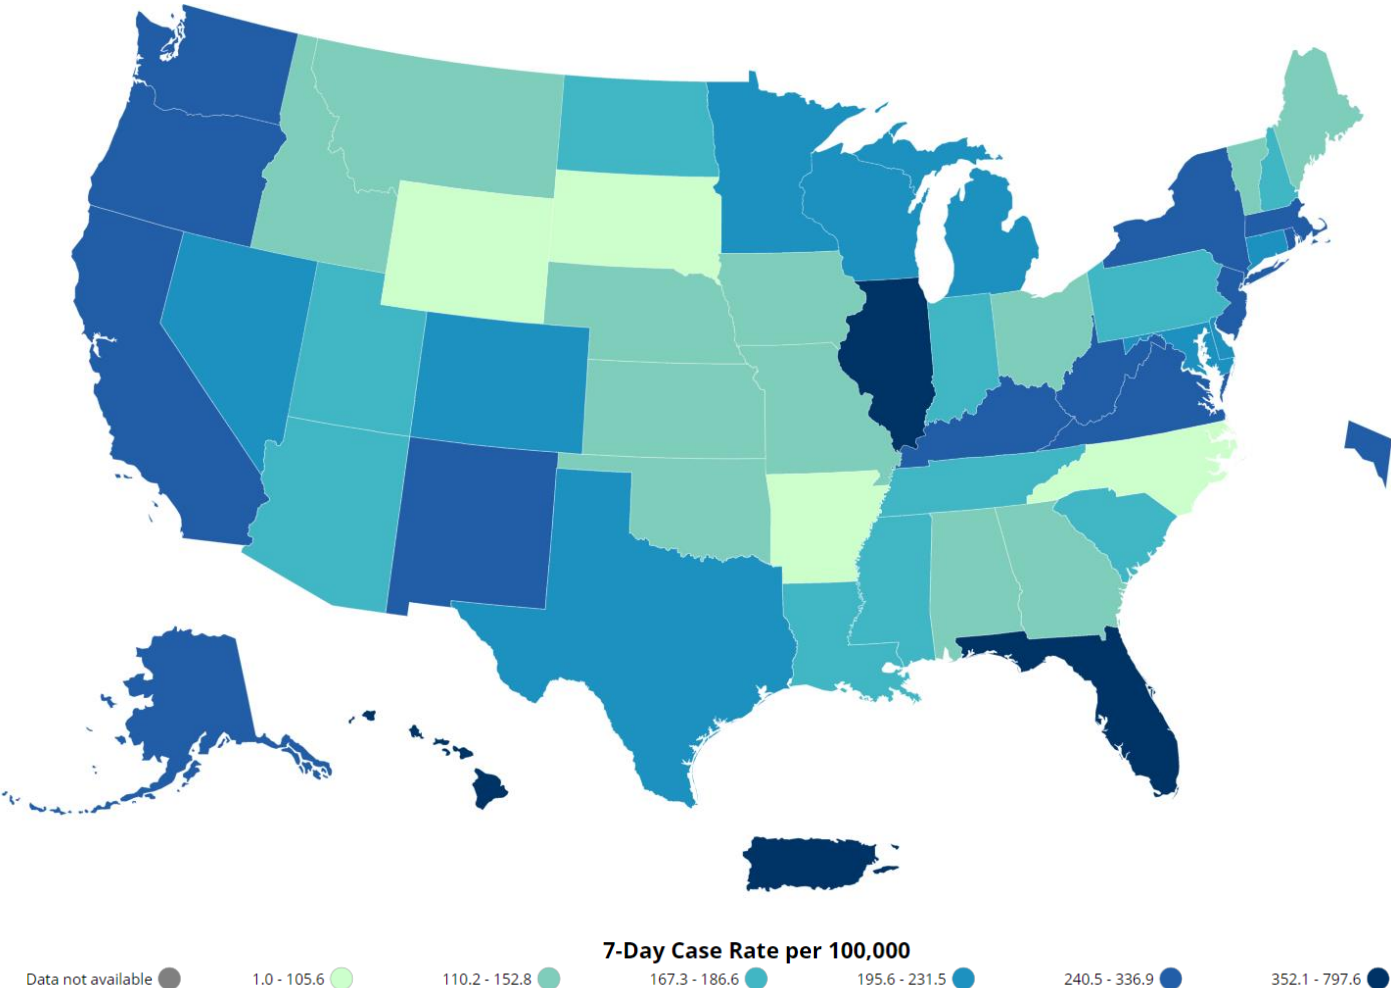 7-Day Case Rate per 100,000
Data not available 1.0 - 105.6 110.2 - 152.8 167.3 - 186.6 195.6 - 231.5 240.5 - 336.9 352.1 - 797.6